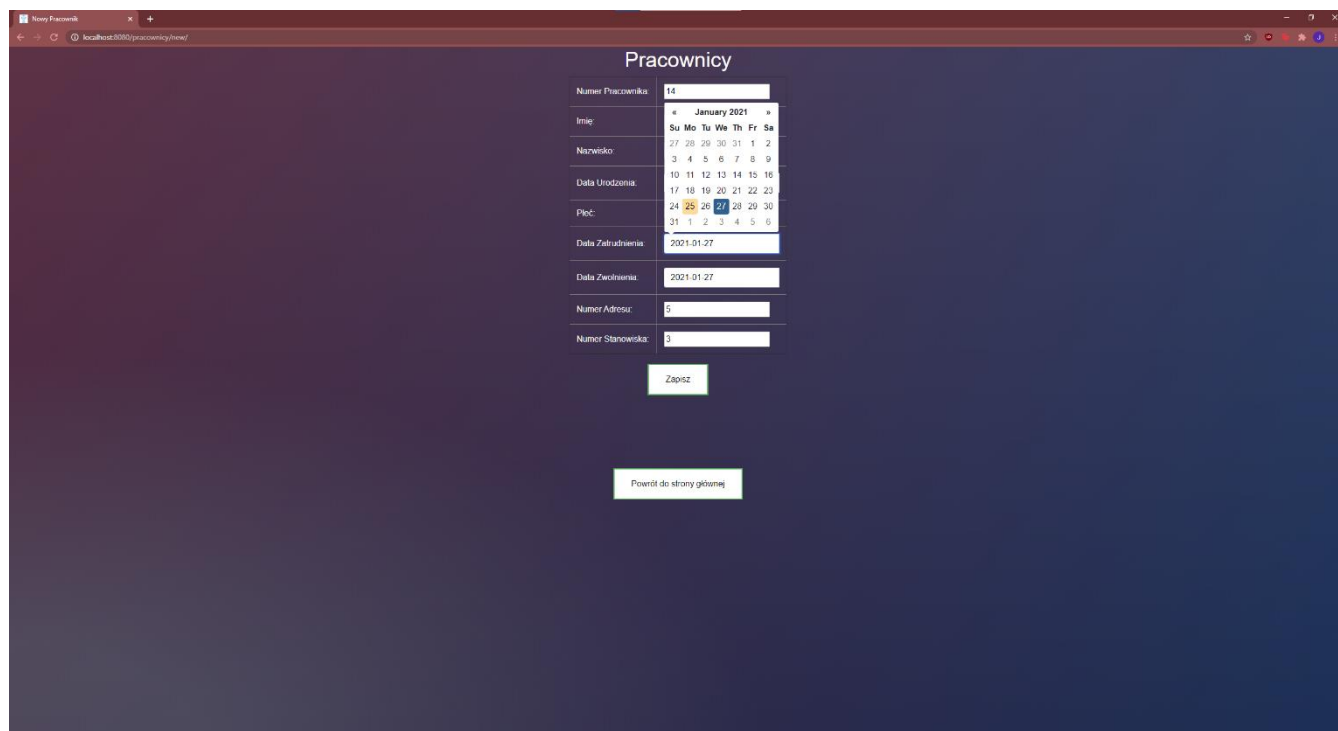 Nowy Pracownik
localhost:8080/pracownicy/new/
Pracownicy
Numer Pracownika: 14
Imię:
Nazwisko:
Data Urodzenia:
Płeć:
« January 2021 »
Su Mo Tu We Th Fr Sa
27 28 29 30 31 1 2
3 4 5 6 7 8 9
10 11 12 13 14 15 16
17 18 19 20 21 22 23
24 25 26 27 28 29 30
31 1 2 3 4 5 6
Data Zatrudnienia: 2021-01-27
Data Zwolnienia: 2021-01-27
Numer Adresu: 5
Numer Stanowiska: 3
Zapisz
Powrót do strony głównej